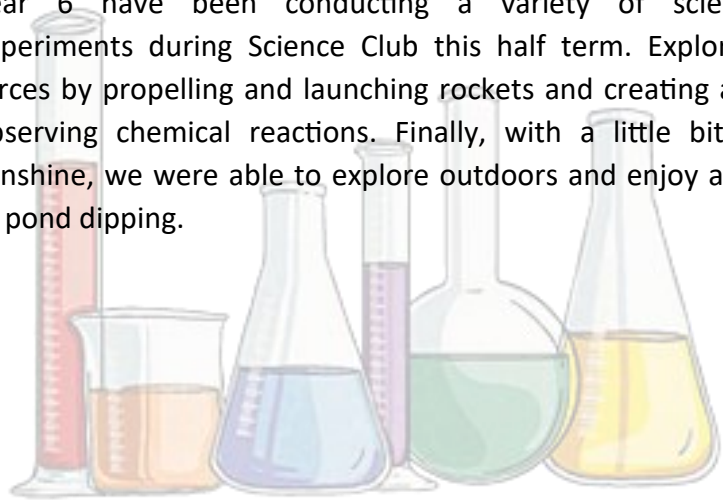 ear 6 have been conducting a variety of scie
periments during Science Club this half term. Explor
rces by propelling and launching rockets and creating a
serving chemical reactions. Finally, with a little bit
nshine, we were able to explore outdoors and enjoy a
pond dipping.